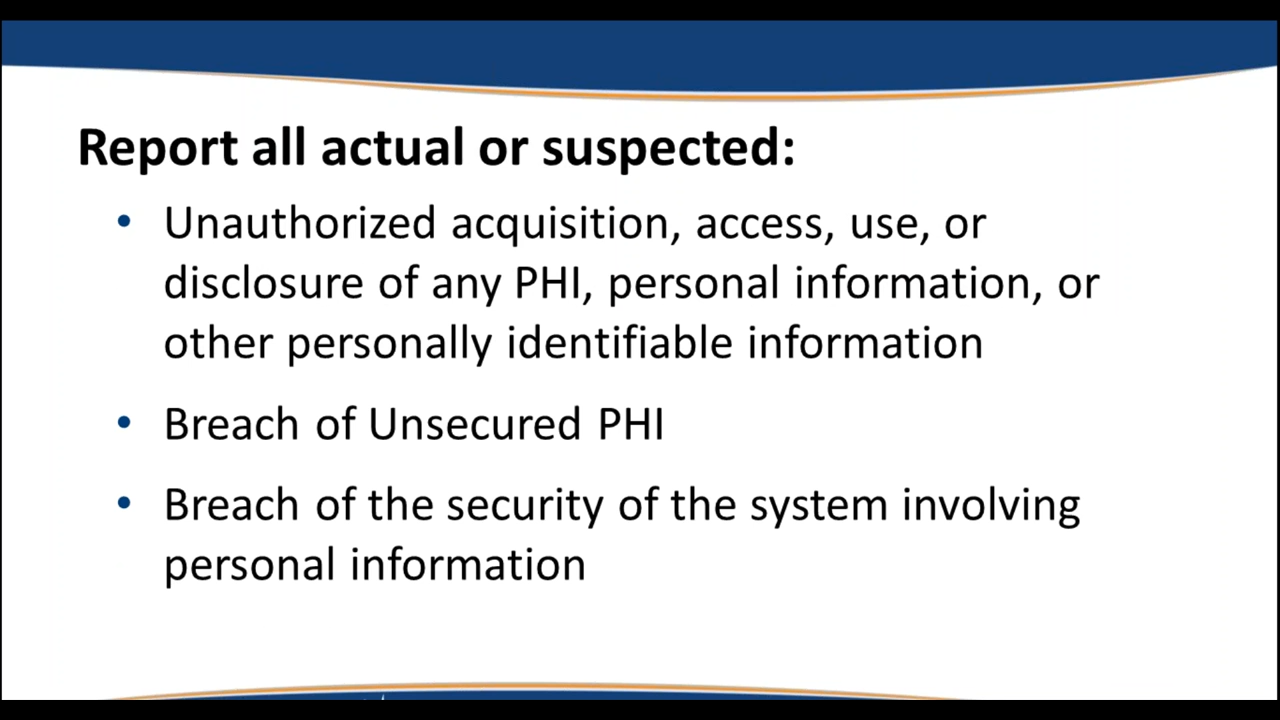 Report all actual or suspected:
• Unauthorized acquisition, access, use, or
disclosure of any PHI, personal information, or
other personally identifiable information
• Breach of Unsecured PHI
• Breach of the security of the system involving
personal information